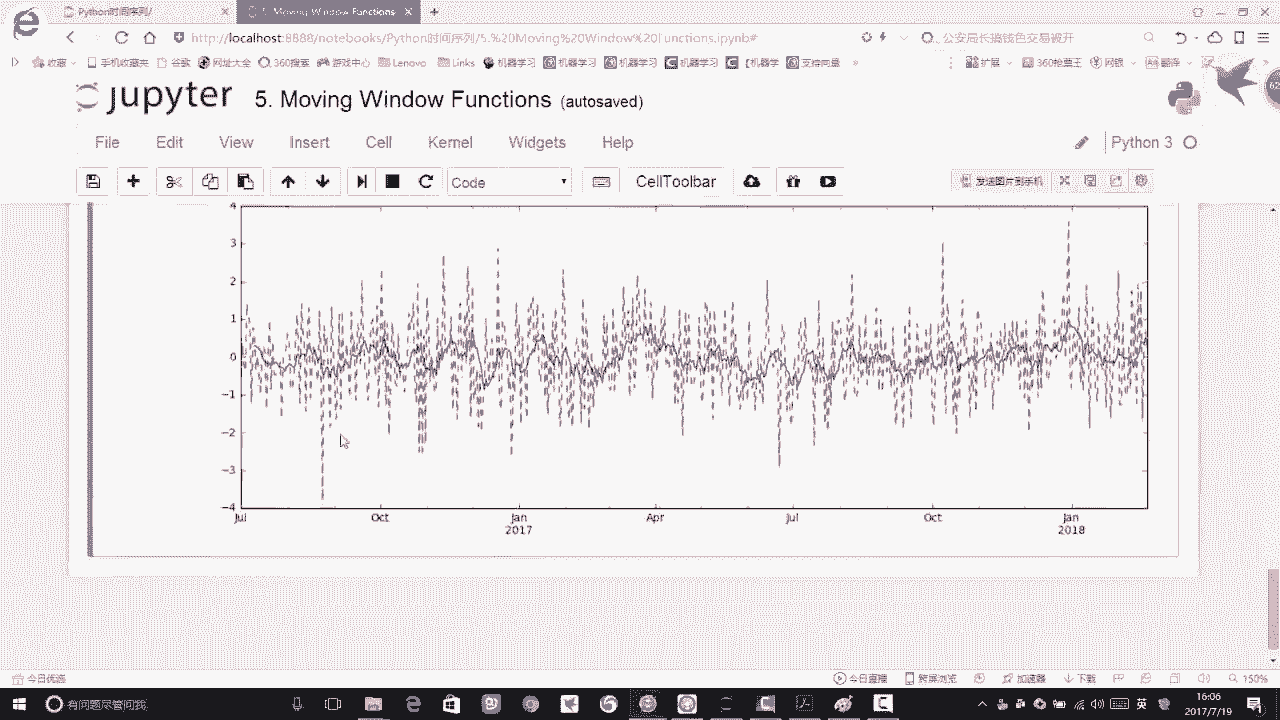 Python时间序列/
5. Moving Window Functions
http://localhost:8888/notebooks/Python时间序列/5.%20Moving%20Window%20Functions.ipynb#
公安局长搞钱色交易被开
收藏
手机收藏夹
谷歌
网址大全
360搜索
游戏中心
Lenovo
Links
机器学习
机器学习
机器学习
机器学习
机器学
支持向量
扩展
360抢票王
网银
翻译
jupyter
5. Moving Window Functions (autosaved)
62
File
Edit
View
Insert
Cell
Kernel
Widgets
Help
Python 3
Code
CellToolbar
发送图片到手机
4
3
2
1
0
−1
−2
−3
−4
Jul
Oct
Jan
2017
Apr
Jul
Oct
Jan
2018
今日优选
今日直播
跨屏浏览
加速器
下载
150%
有问题尽管问我
英
16:06
2017/7/19